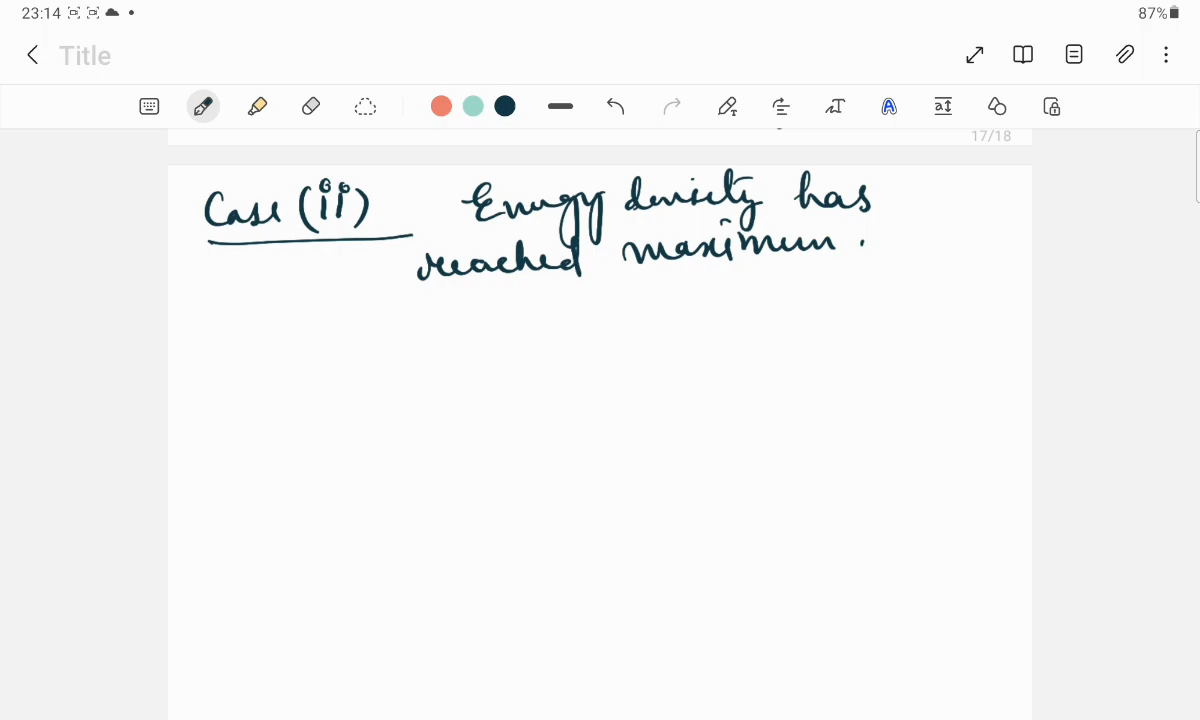 23:14
87%
Title
17/18
Case (ii) Energy density has
reached maximum.